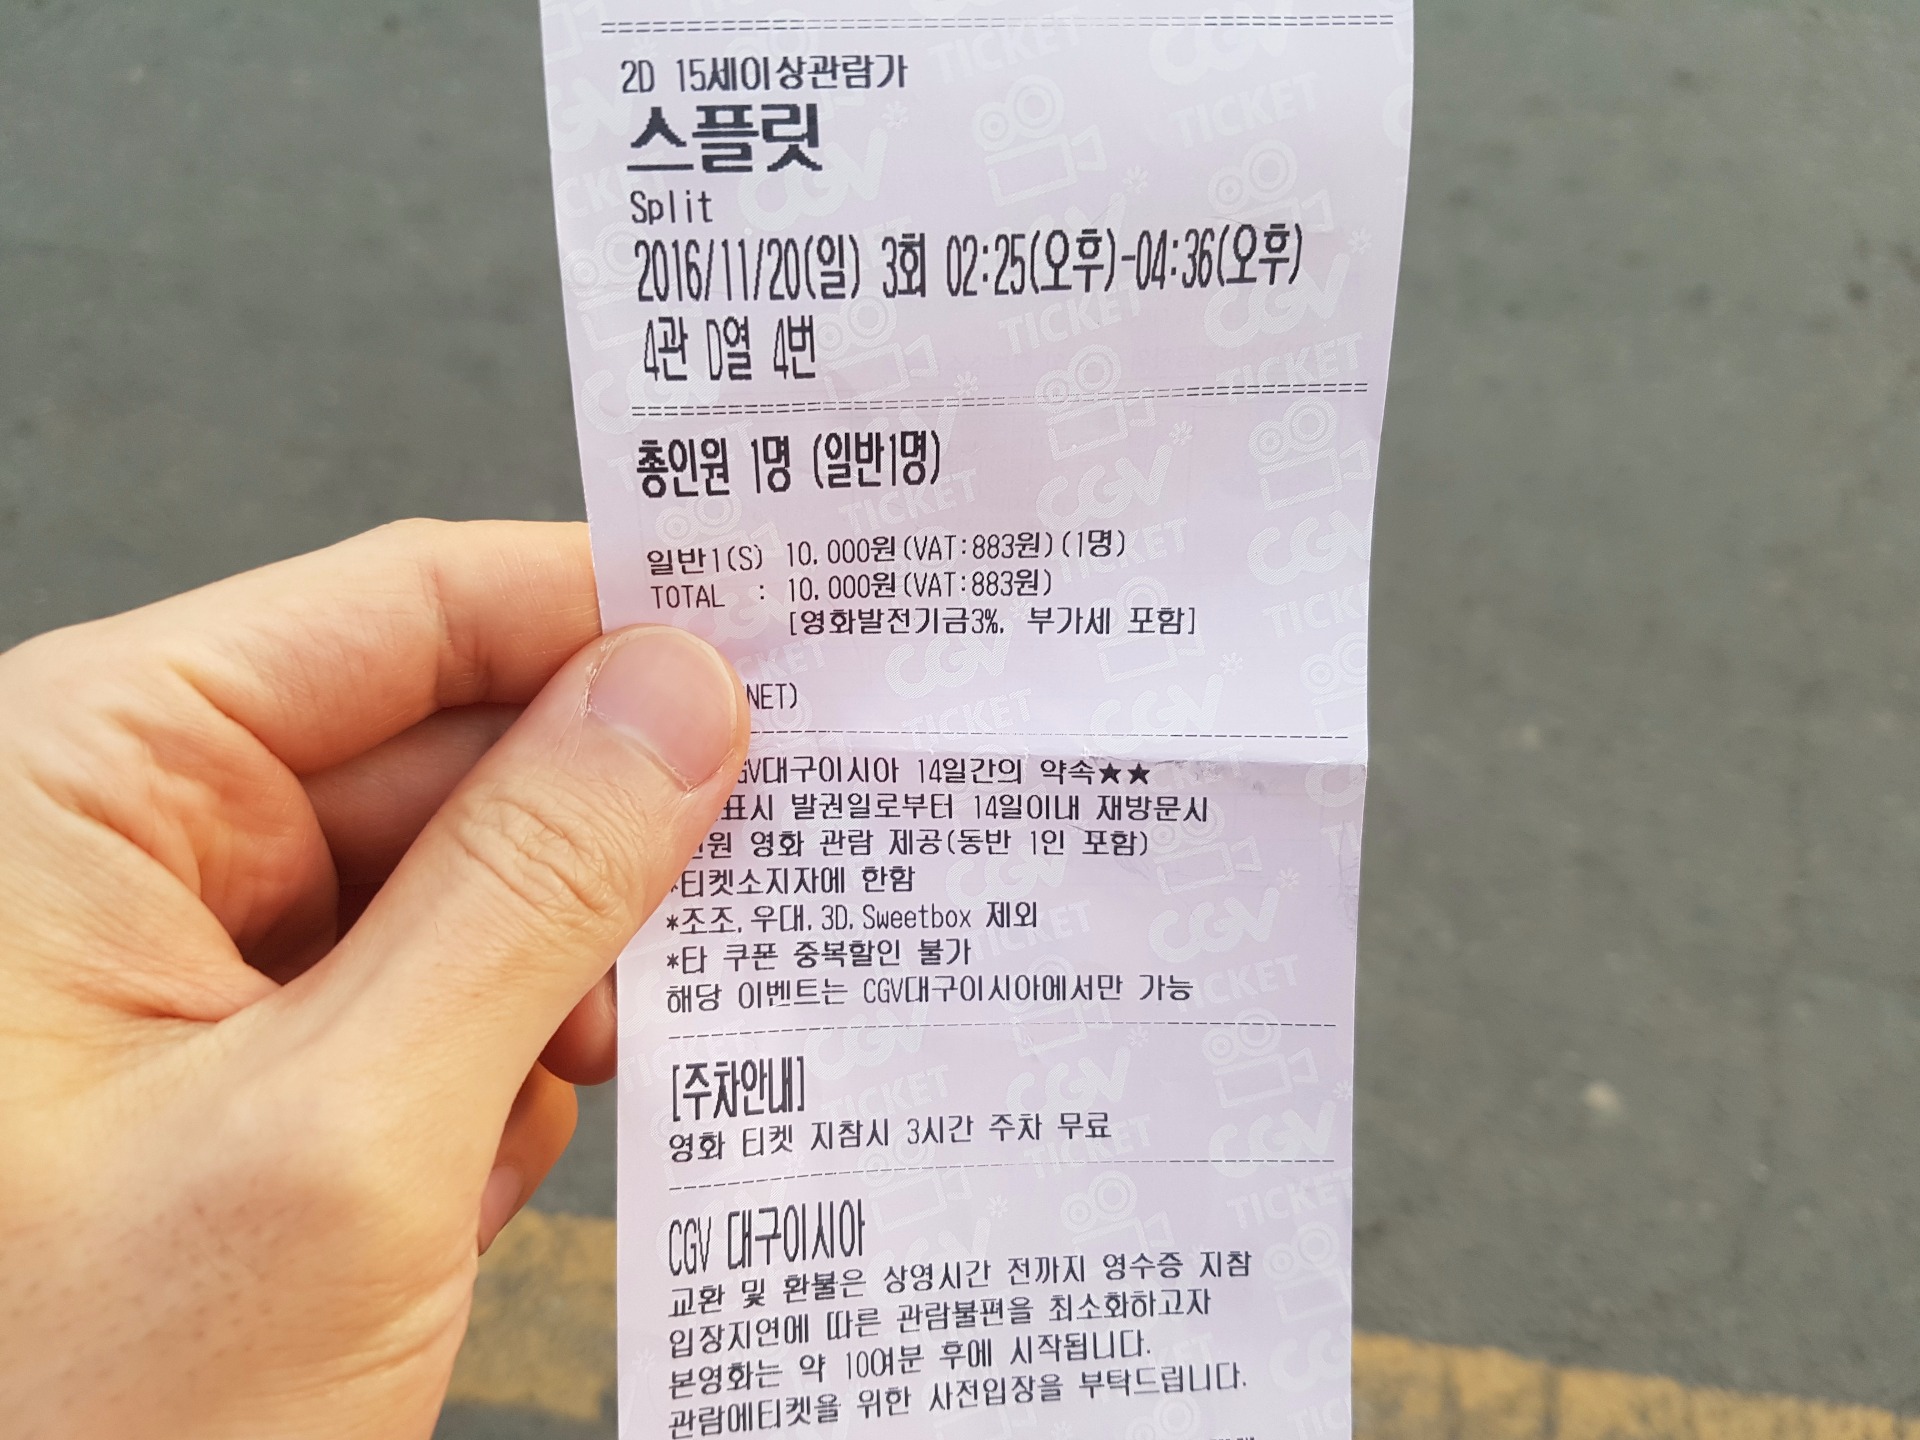 2D 15세이상관람가
스플릿
Split
2016/11/20(일) 3회 02:25(오후)-04:36(오후)
4관 D열 4번
총인원 1명 (일반1명)
일반1(S) 10,000원(VAT:883원)(1명)
TOTAL : 10,000원(VAT:883원)
[영화발전기금3%, 부가세 포함]
NET)
GV대구이시아 14일간의 약속★★
표시 발권일로부터 14일이내 재방문시
원 영화 관람 제공(동반 1인 포함)
*티켓소지자에 한함
*조조,우대,3D,Sweetbox 제외
*타 쿠폰 중복할인 불가
해당 이벤트는 CGV대구이시아에서만 가능
[주차안내]
영화 티켓 지참시 3시간 주차 무료
CGV 대구이시아
교환 및 환불은 상영시간 전까지 영수증 지참
입장지연에 따른 관람불편을 최소화하고자
본영화는 약 10여분 후에 시작됩니다.
관람에티켓을 위한 사전입장을 부탁드립니다.